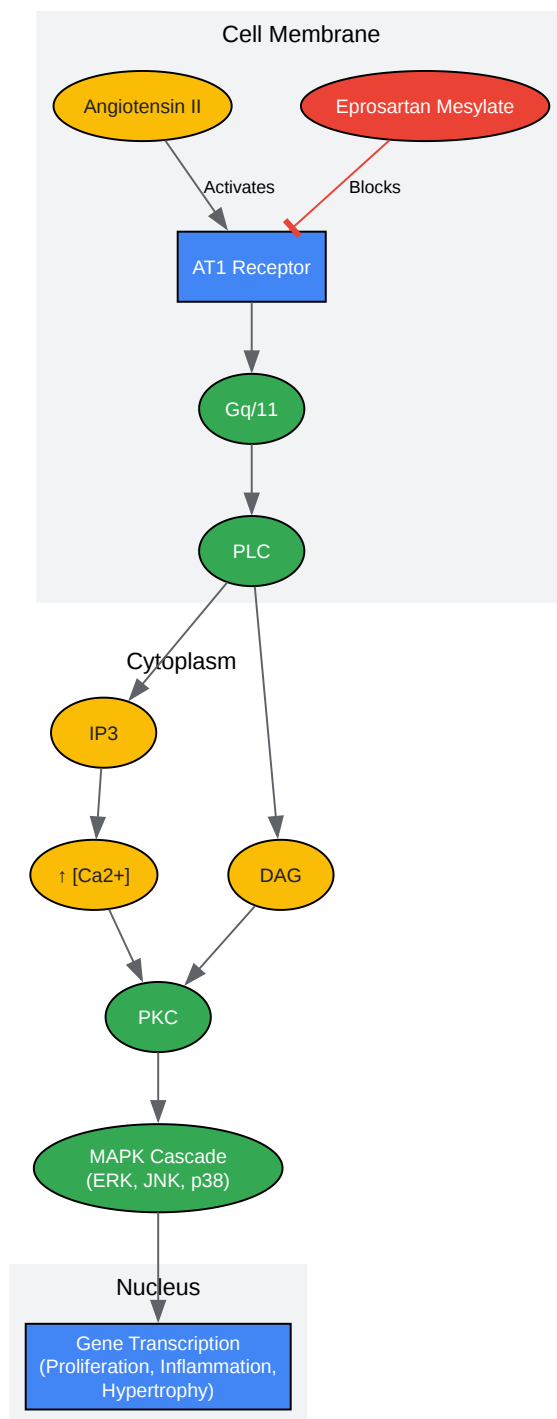 Cell Membrane
Angiotensin II
Eprosartan Mesylate
Activates
Blocks
AT1 Receptor
Gq/11
PLC
Cytoplasm
IP3
↑ [Ca2+]
DAG
PKC
MAPK Cascade
(ERK, JNK, p38)
Nucleus
Gene Transcription
(Proliferation, Inflammation,
Hypertrophy)